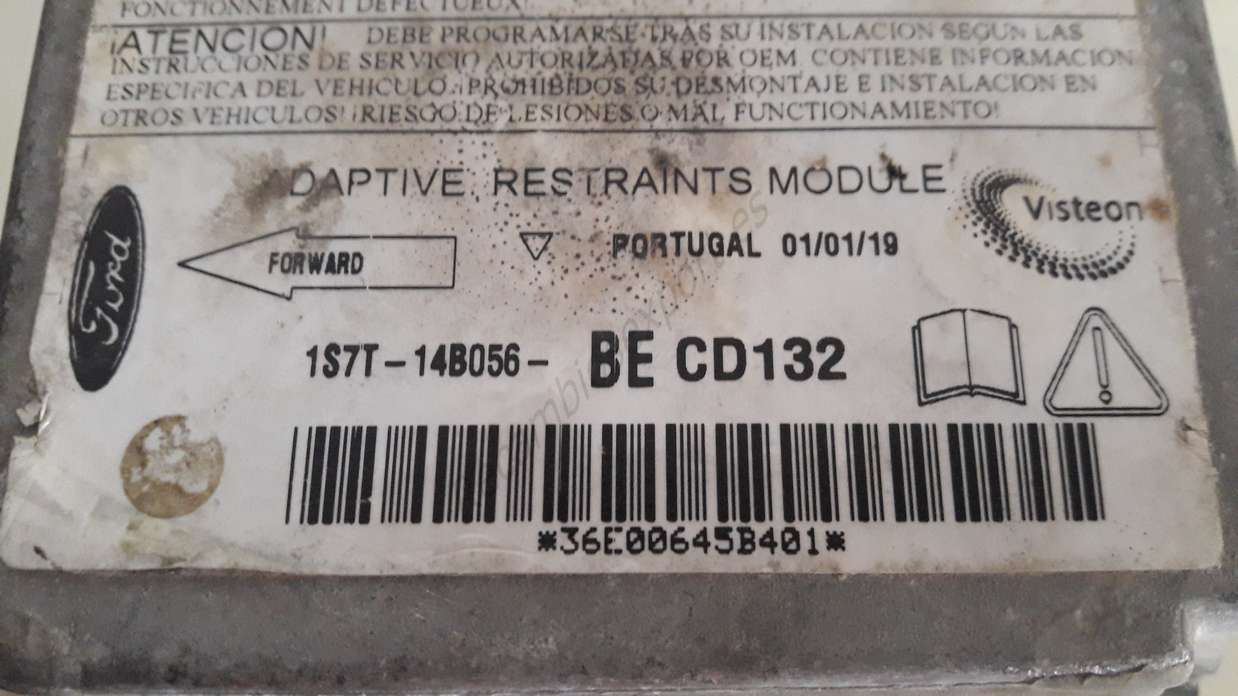 FONCTIONNEMENT DEFECTUEUX!
¡ATENCION! DEBE PROGRAMARSE TRAS SU INSTALACION SEGUN LAS
INSTRUCCIONES DE SERVICIO AUTORIZADAS POR OEM. CONTIENE INFORMACION
ESPECIFICA DEL VEHICULO. ¡PROHIBIDOS SU DESMONTAJE E INSTALACION EN
OTROS VEHICULOS! ¡RIESGO DE LESIONES O MAL FUNCTIONAMIENTO!
ADAPTIVE RESTRAINTS MODULE
Visteon
Ford
FORWARD
PORTUGAL 01/01/19
1S7T-14B056- BE CD132
*36E00645B401*